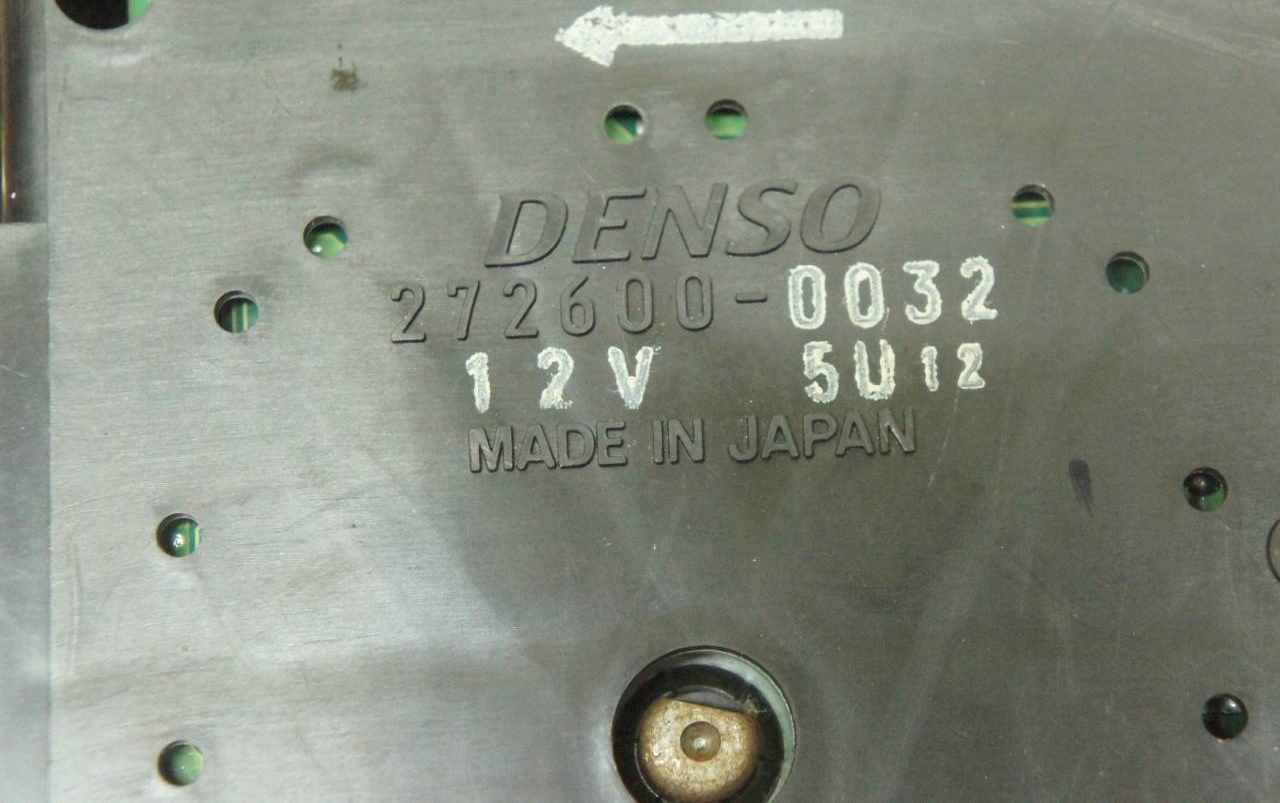 DENSO
272600-0032
12V 5U12
MADE IN JAPAN